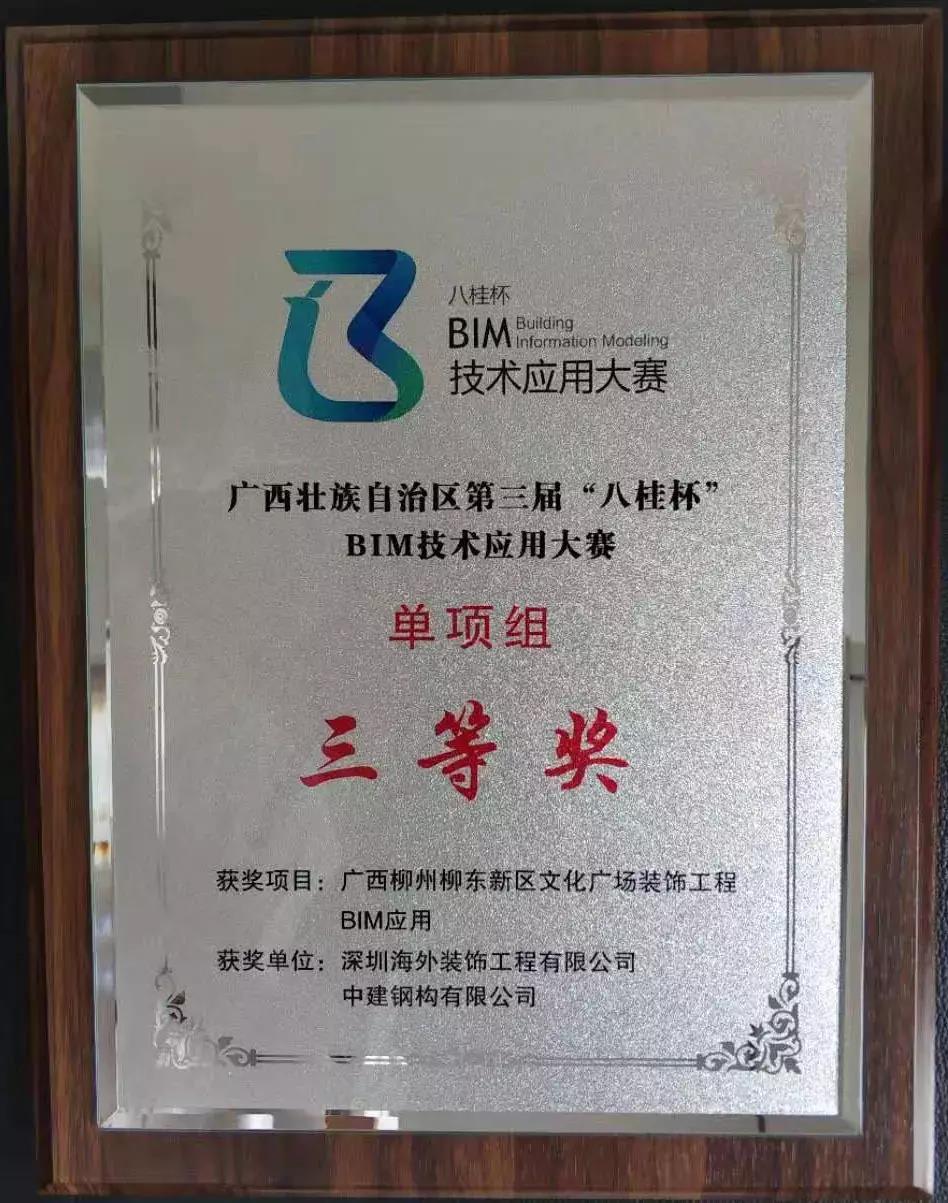 八桂杯
BIM Building
Information Modeling
技术应用大赛
广西壮族自治区第三届“八桂杯”
BIM技术应用大赛
单项组
三等奖
获奖项目：广西柳州柳东新区文化广场装饰工程
BIM应用
获奖单位：深圳海外装饰工程有限公司
中建钢构有限公司